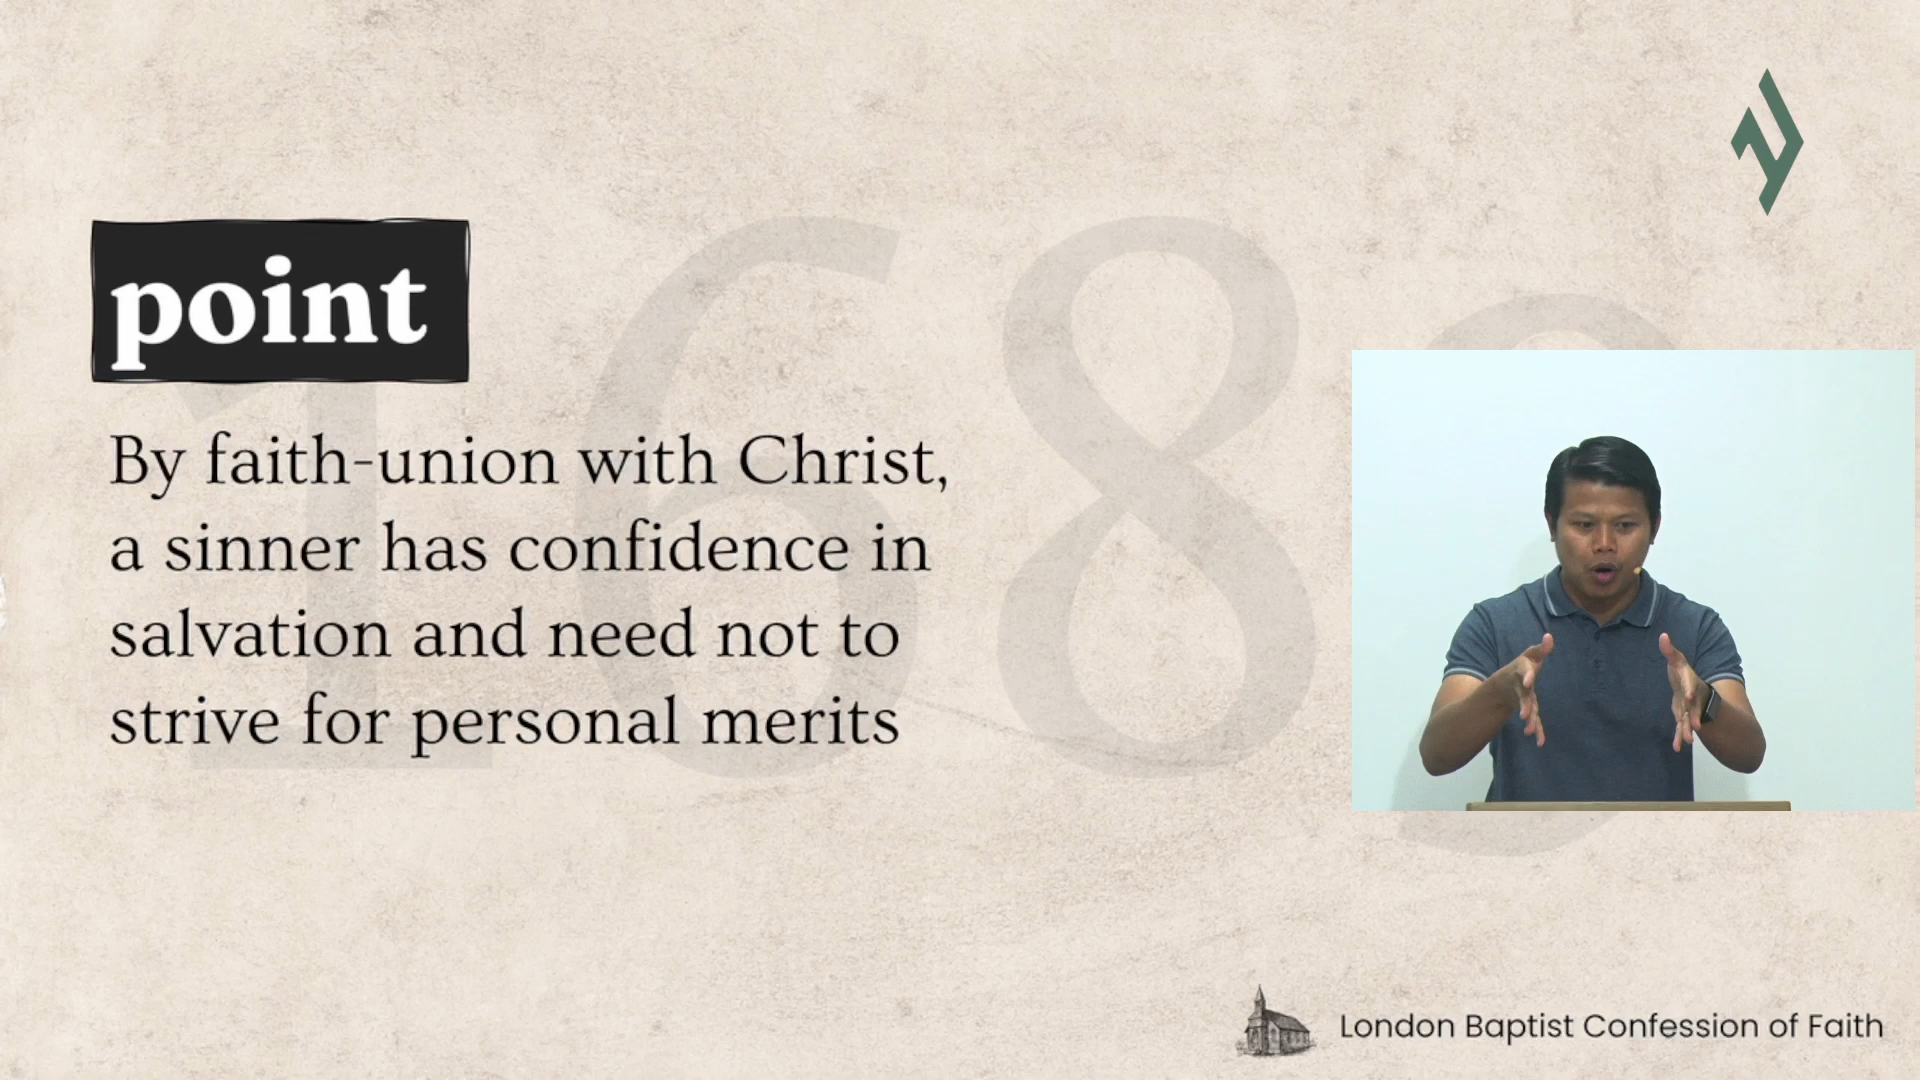 point
1689
By faith-union with Christ,
a sinner has confidence in
salvation and need not to
strive for personal merits
London Baptist Confession of Faith